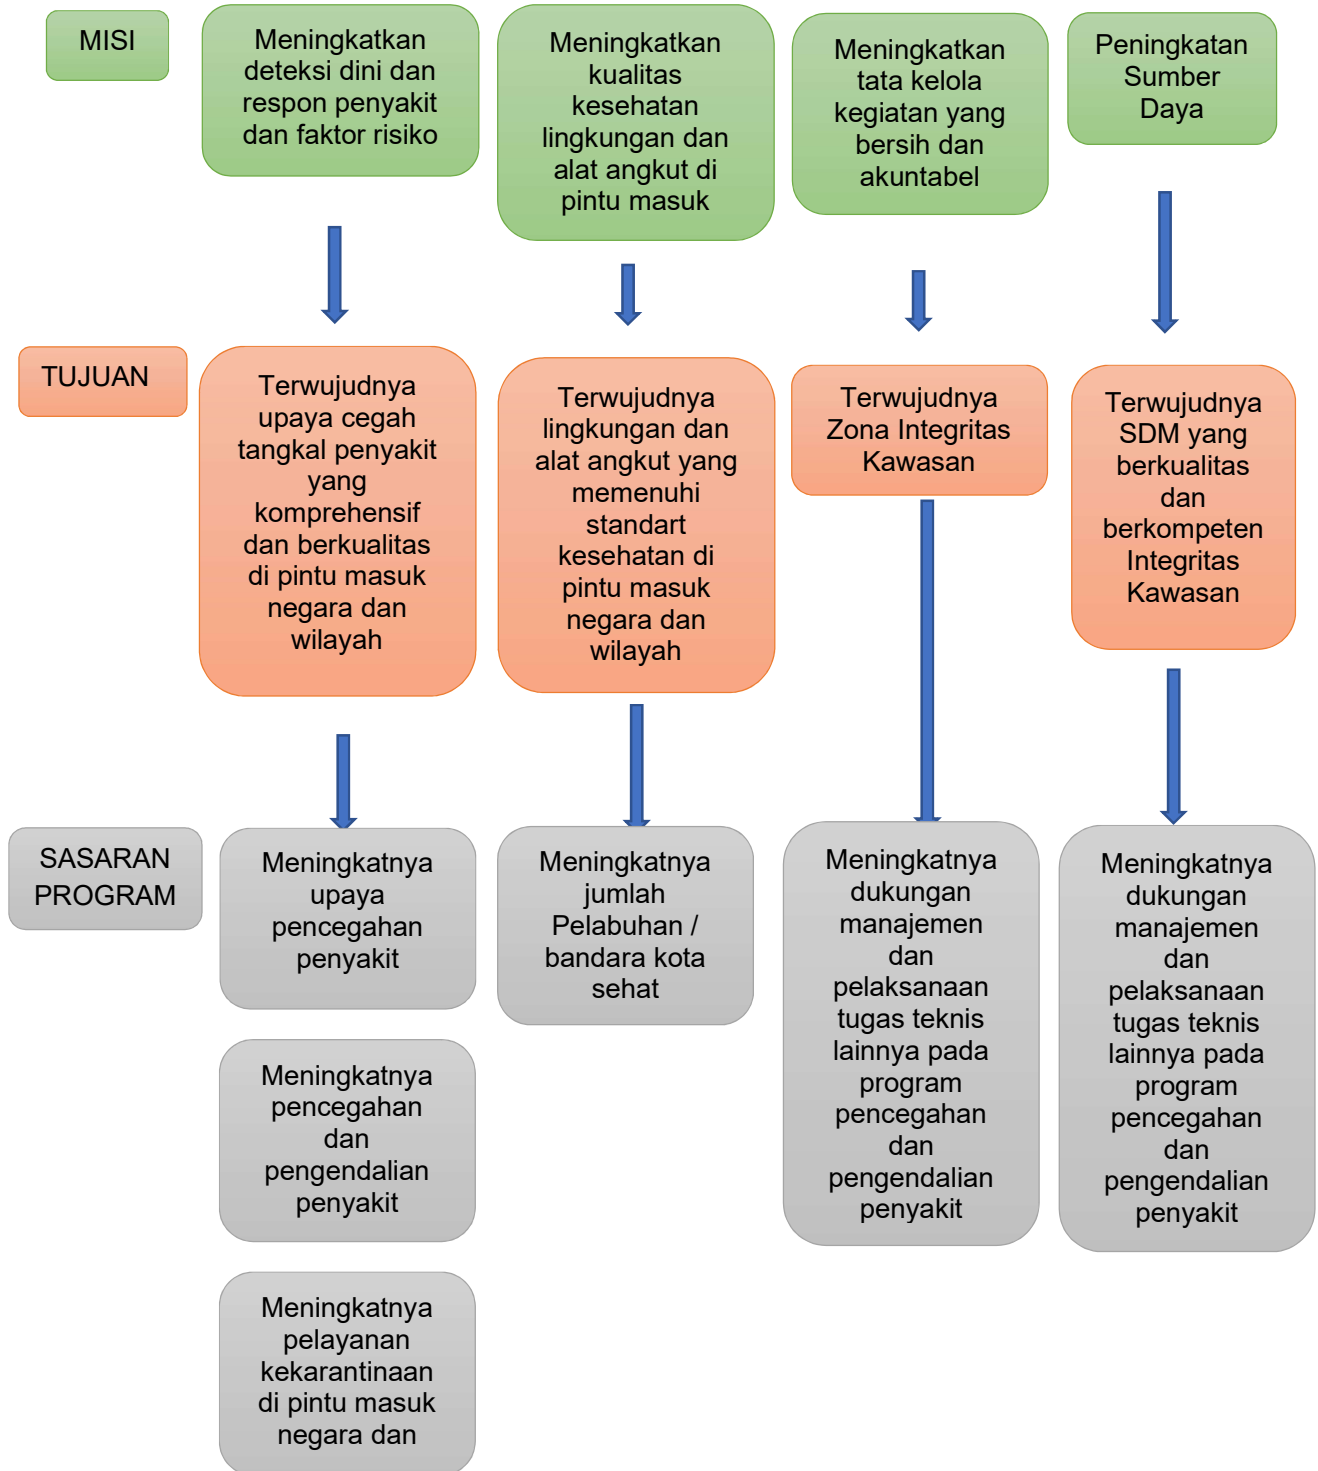 MISI
Meningkatkan
deteksi dini dan
respon penyakit
dan faktor risiko
Meningkatkan
kualitas
kesehatan
lingkungan dan
alat angkut di
pintu masuk
Meningkatkan
tata kelola
kegiatan yang
bersih dan
akuntabel
Peningkatan
Sumber
Daya
TUJUAN
Terwujudnya
upaya cegah
tangkal penyakit
yang
komprehensif
dan berkualitas
di pintu masuk
negara dan
wilayah
Terwujudnya
lingkungan dan
alat angkut yang
memenuhi
standart
kesehatan di
pintu masuk
negara dan
wilayah
Terwujudnya
Zona Integritas
Kawasan
Terwujudnya
SDM yang
berkualitas
dan
berkompeten
Integritas
Kawasan
SASARAN
PROGRAM
Meningkatnya
upaya
pencegahan
penyakit
Meningkatnya
pencegahan
dan
pengendalian
penyakit
Meningkatnya
pelayanan
kekarantinaan
di pintu masuk
negara dan
Meningkatnya
jumlah
Pelabuhan /
bandara kota
sehat
Meningkatnya
dukungan
manajemen
dan
pelaksanaan
tugas teknis
lainnya pada
program
pencegahan
dan
pengendalian
penyakit
Meningkatnya
dukungan
manajemen
dan
pelaksanaan
tugas teknis
lainnya pada
program
pencegahan
dan
pengendalian
penyakit